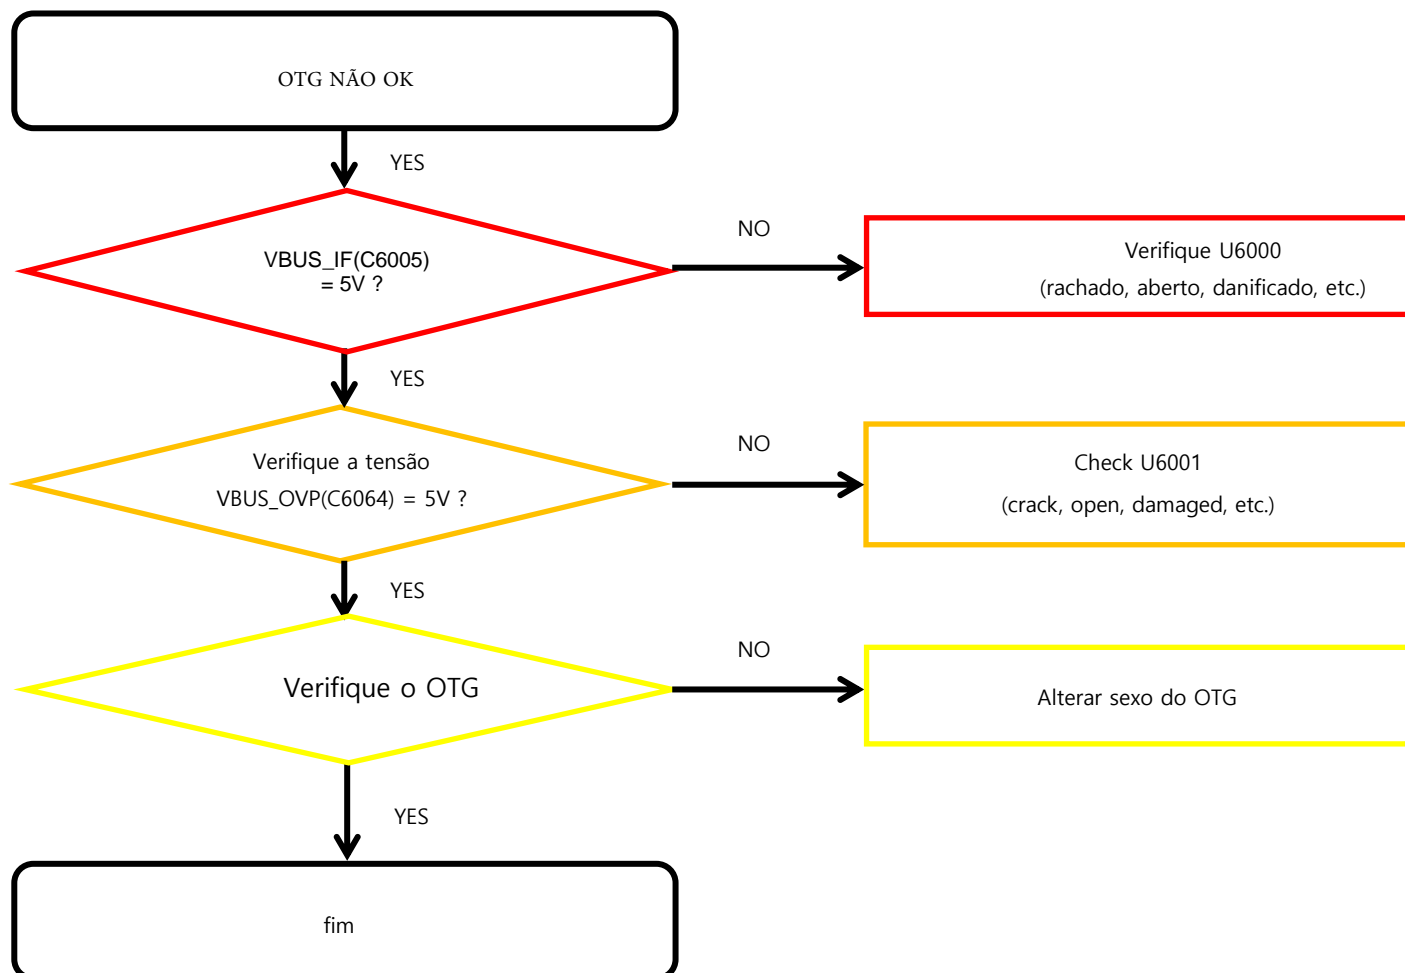 OTG NÃO OK
YES
VBUS_IF(C6005)
= 5V ?
NO
Verifique U6000
(rachado, aberto, danificado, etc.)
YES
Verifique a tensão
VBUS_OVP(C6064) = 5V ?
NO
Check U6001
(crack, open, damaged, etc.)
YES
Verifique o OTG
NO
Alterar sexo do OTG
YES
fim